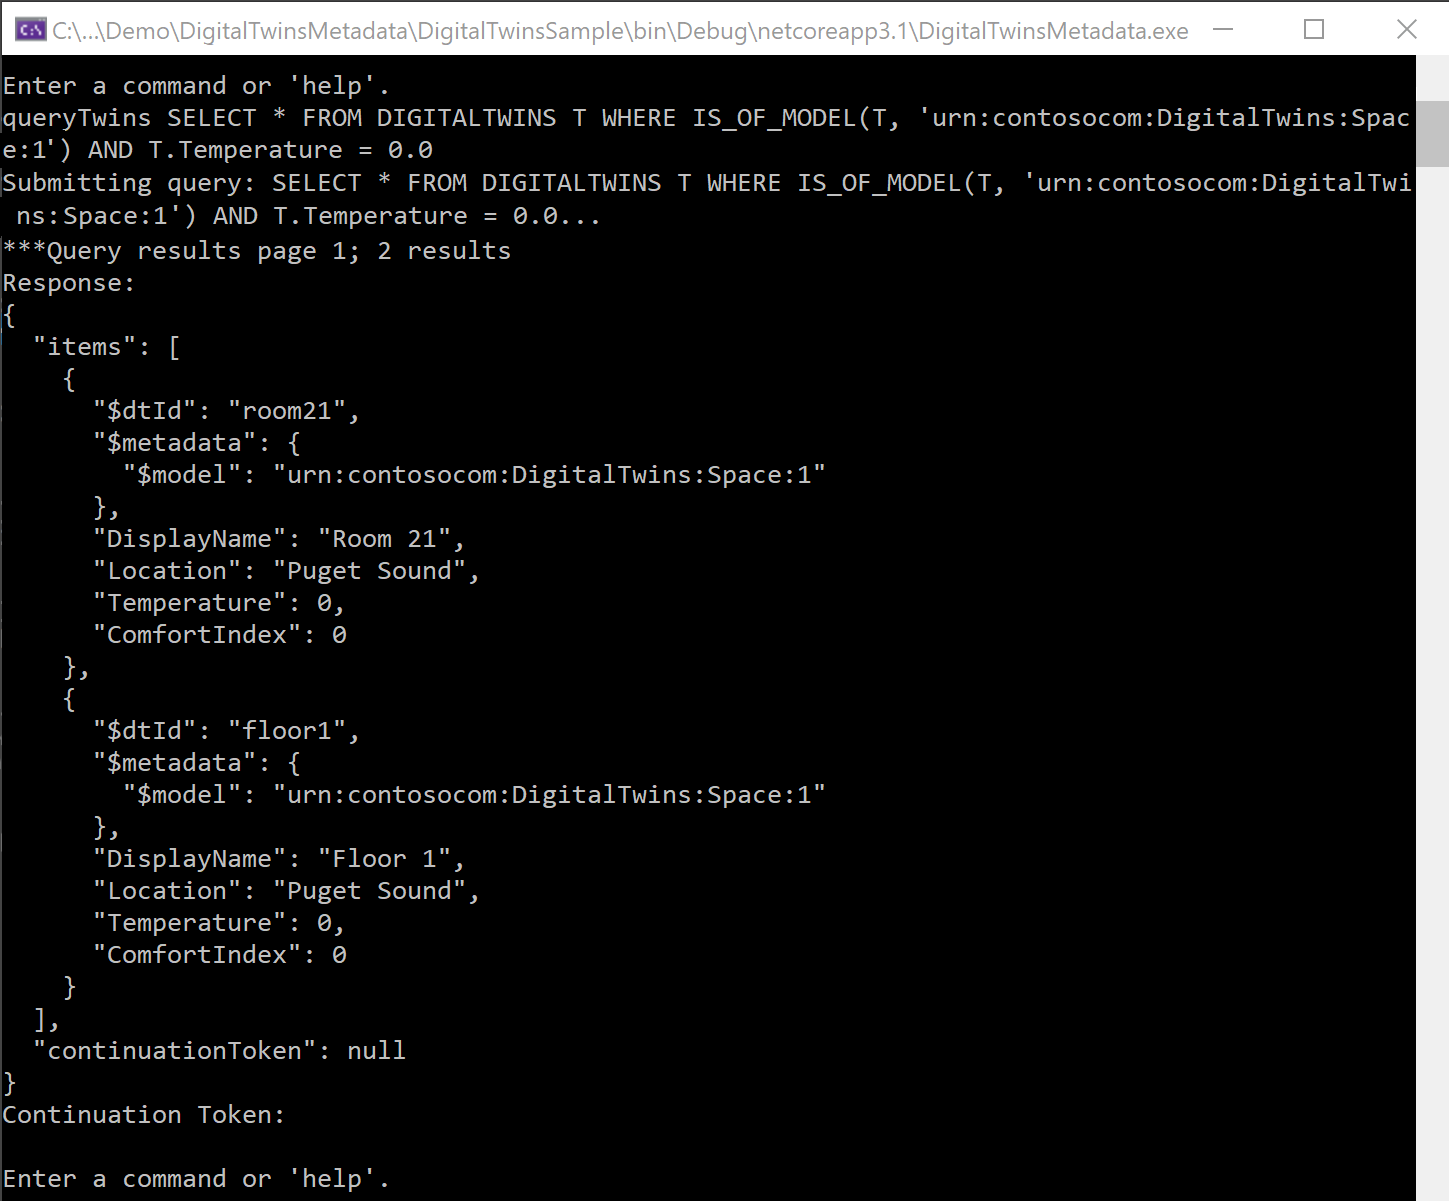 C:\...\Demo\DigitalTwinsMetadata\DigitalTwinsSample\bin\Debug\netcoreapp3.1\DigitalTwinsMetadata.exe
Enter a command or 'help'.
queryTwins SELECT * FROM DIGITALTWINS T WHERE IS_OF_MODEL(T, 'urn:contosocom:DigitalTwins:Spac
e:1') AND T.Temperature = 0.0
Submitting query: SELECT * FROM DIGITALTWINS T WHERE IS_OF_MODEL(T, 'urn:contosocom:DigitalTwi
ns:Space:1') AND T.Temperature = 0.0...
***Query results page 1; 2 results
Response:
{
  "items": [
    {
      "$dtId": "room21",
      "$metadata": {
        "$model": "urn:contosocom:DigitalTwins:Space:1"
      },
      "DisplayName": "Room 21",
      "Location": "Puget Sound",
      "Temperature": 0,
      "ComfortIndex": 0
    },
    {
      "$dtId": "floor1",
      "$metadata": {
        "$model": "urn:contosocom:DigitalTwins:Space:1"
      },
      "DisplayName": "Floor 1",
      "Location": "Puget Sound",
      "Temperature": 0,
      "ComfortIndex": 0
    }
  ],
  "continuationToken": null
}
Continuation Token:
Enter a command or 'help'.